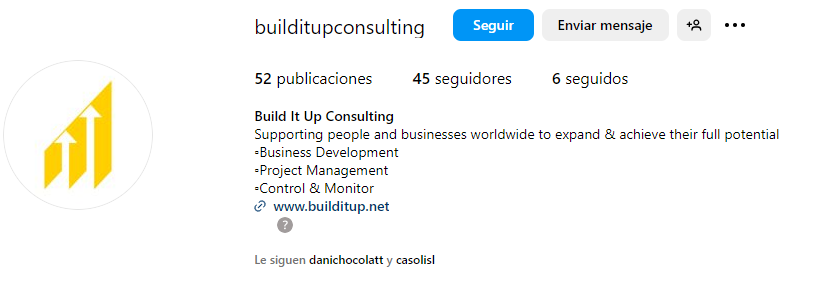 builditupconsulting Seguir Enviar mensaje
52 publicaciones 45 seguidores 6 seguidos
Build It Up Consulting
Supporting people and businesses worldwide to expand & achieve their full potential
▫Business Development
▫Project Management
▫Control & Monitor
www.builditup.net
?
Le siguen danichocolatt y casolisl